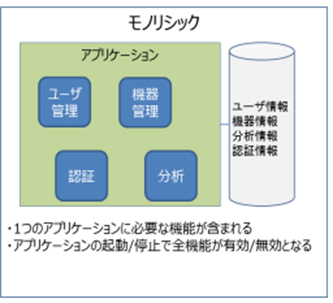 モノリシック
アプリケーション
ユーザ
管理
機器
管理
認証
分析
ユーザ情報
機器情報
分析情報
認証情報
・1つのアプリケーションに必要な機能が含まれる
・アプリケーションの起動/停止で全機能が有効/無効となる